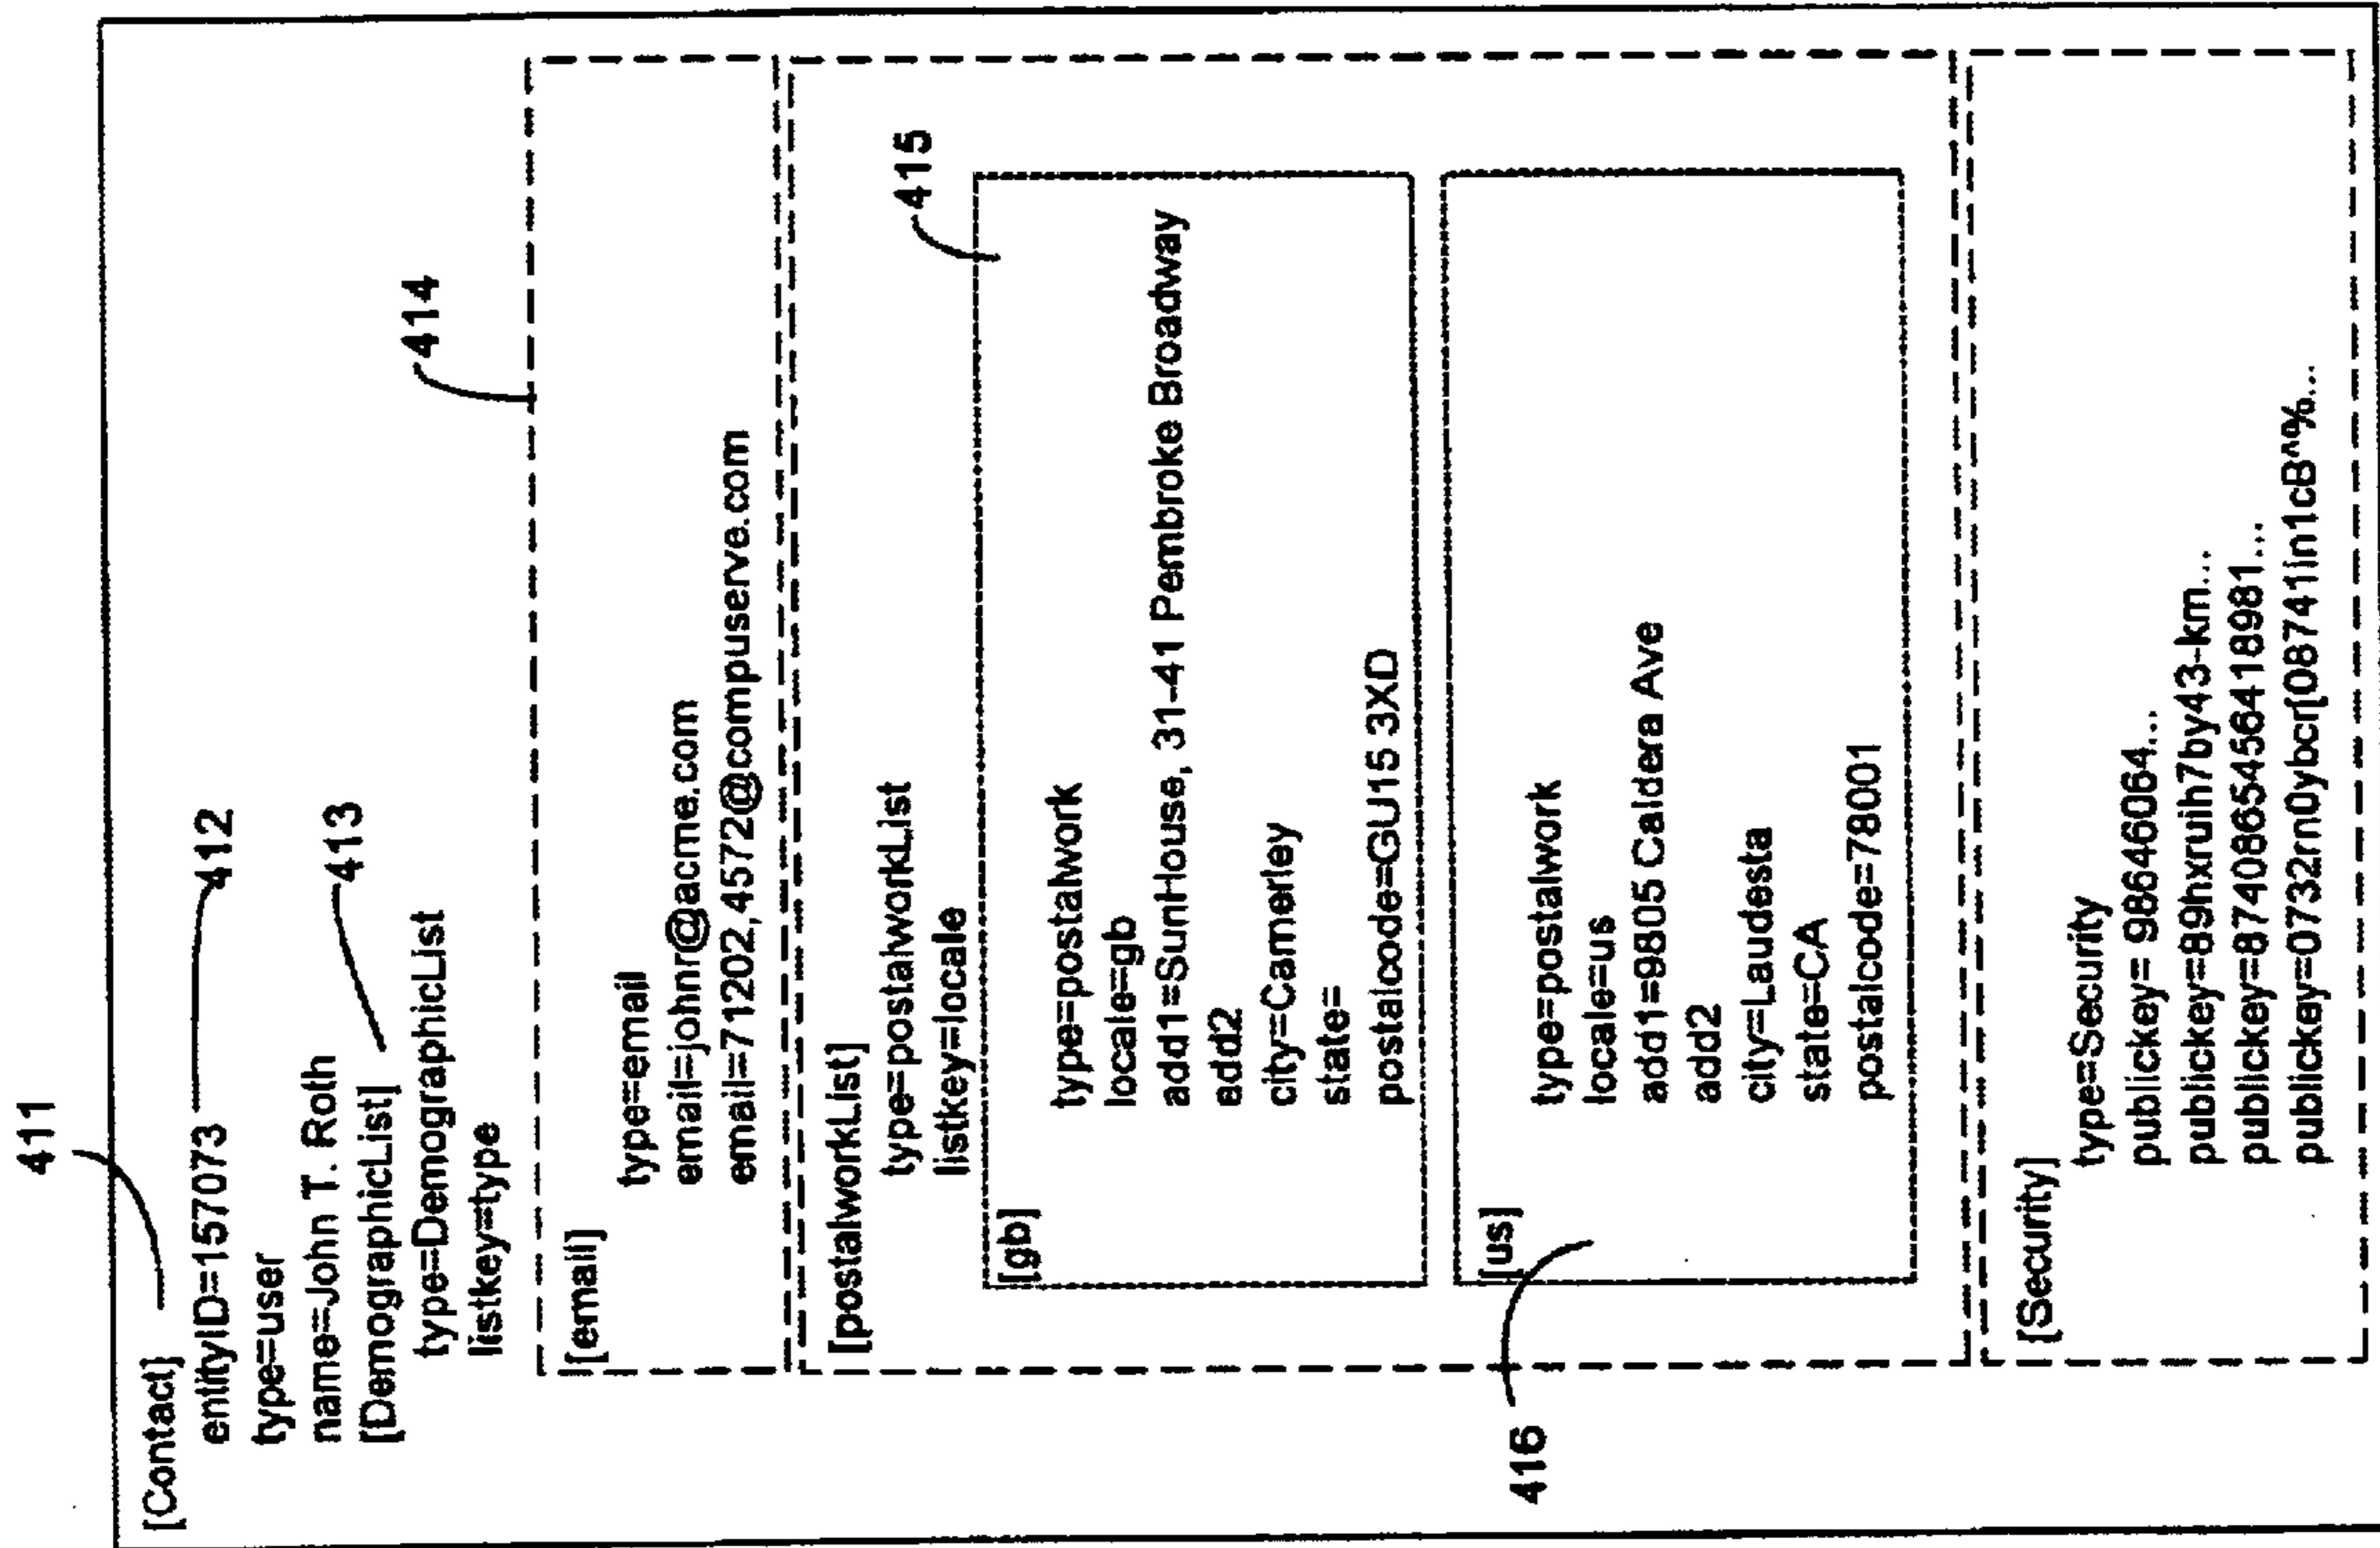 411
[Contact]
entityID=157073 412
type=user
name=John T. Roth
[DemographicList] 413
type=DemographicList
listkey=type
414
[email]
type=email
email=johnr@acme.com
email=71202,4572@compuserve.com
[postalworkList]
type=postalworkList
listkey=locale
415
[gb]
type=postalwork
locale=gb
add1=SunHouse, 31-41 Pembroke Broadway
add2
city=Camerley
state=
postalcode=GU15 3XD
416
[us]
type=postalwork
locale=us
add1=9805 Caldera Ave
add2
city=Laudesta
state=CA
postalcode=78001
[Security]
type=Security
publickey= 98646064...
publickey=89hxruih7by43-km...
publickey=8740865456418981...
publickey=0732rn0ybcr[08741in1cB^%...